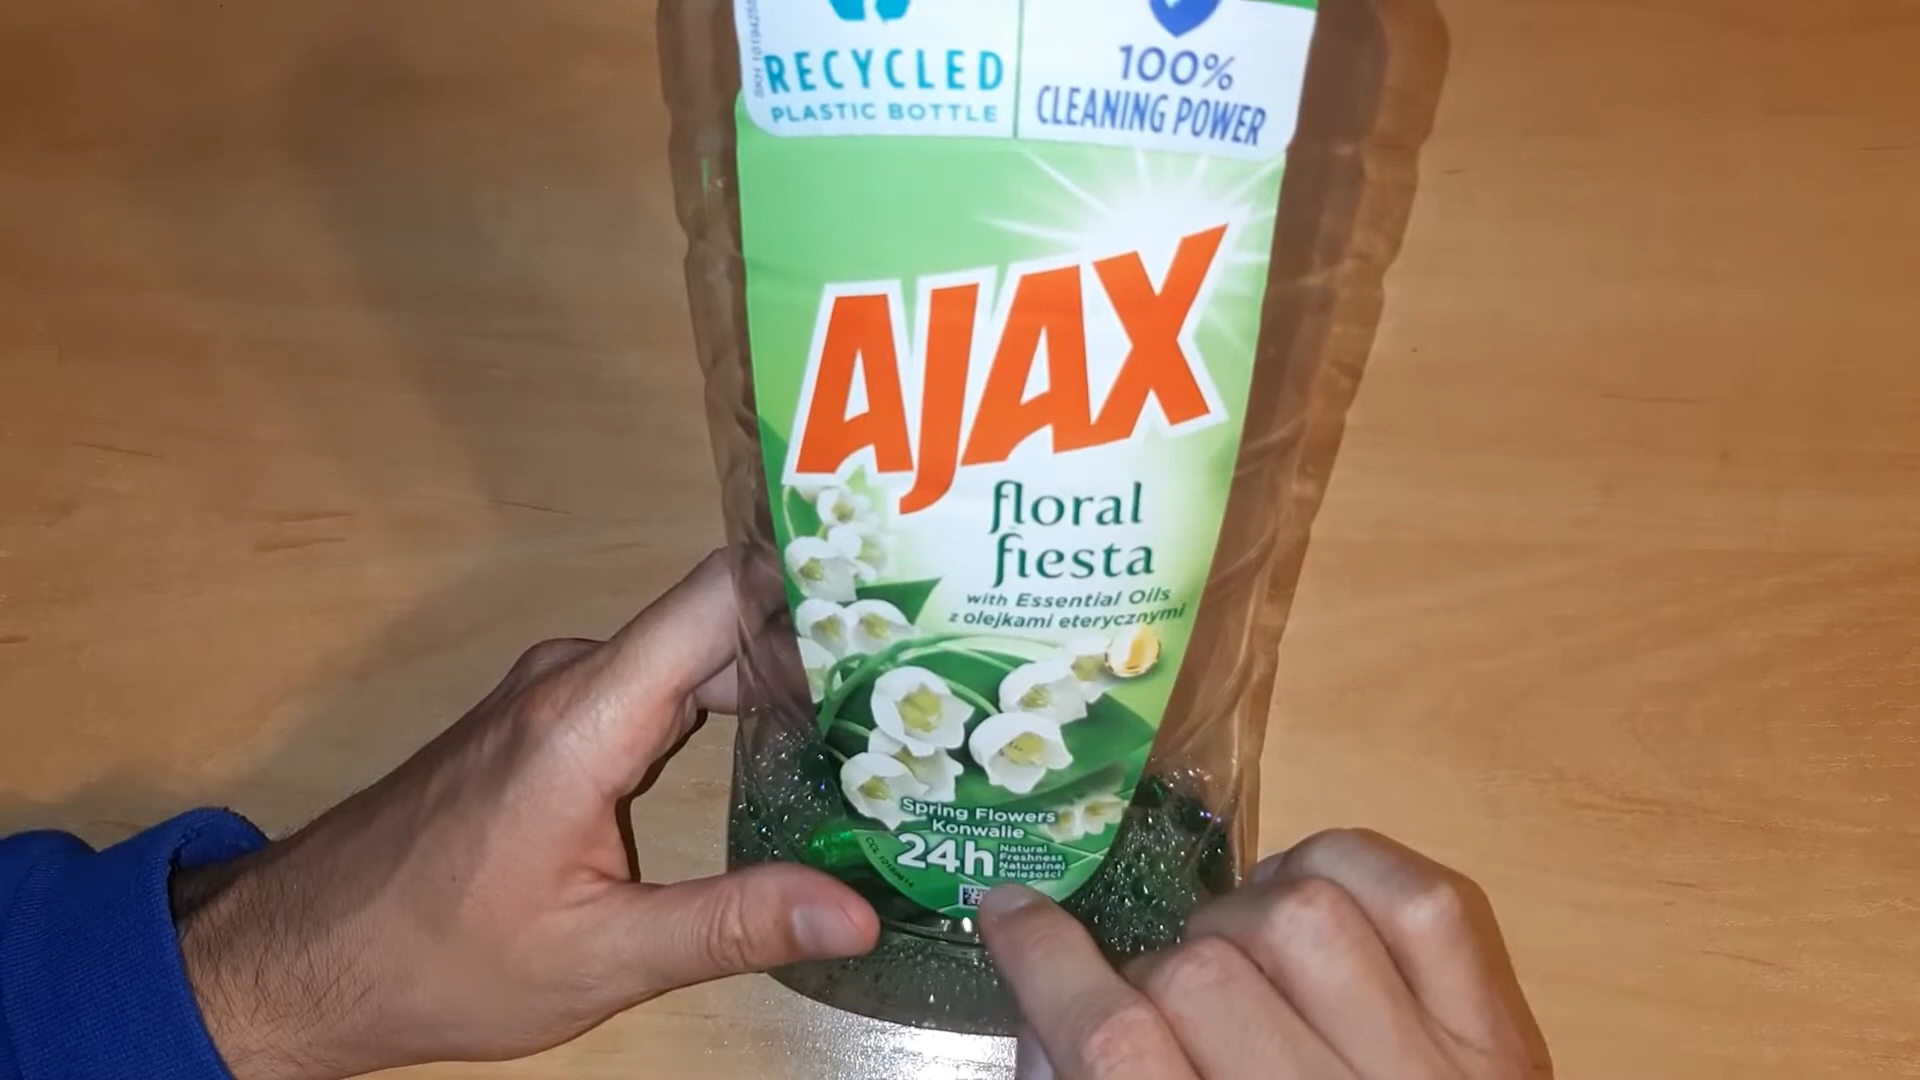 RECYCLED
PLASTIC BOTTLE
100%
CLEANING POWER
AJAX
floral
fiesta
with Essential Oils
z olejkami eterycznymi
Spring Flowers
Konwalie
24h
Natural
Freshness
Naturalnej
Świeżości